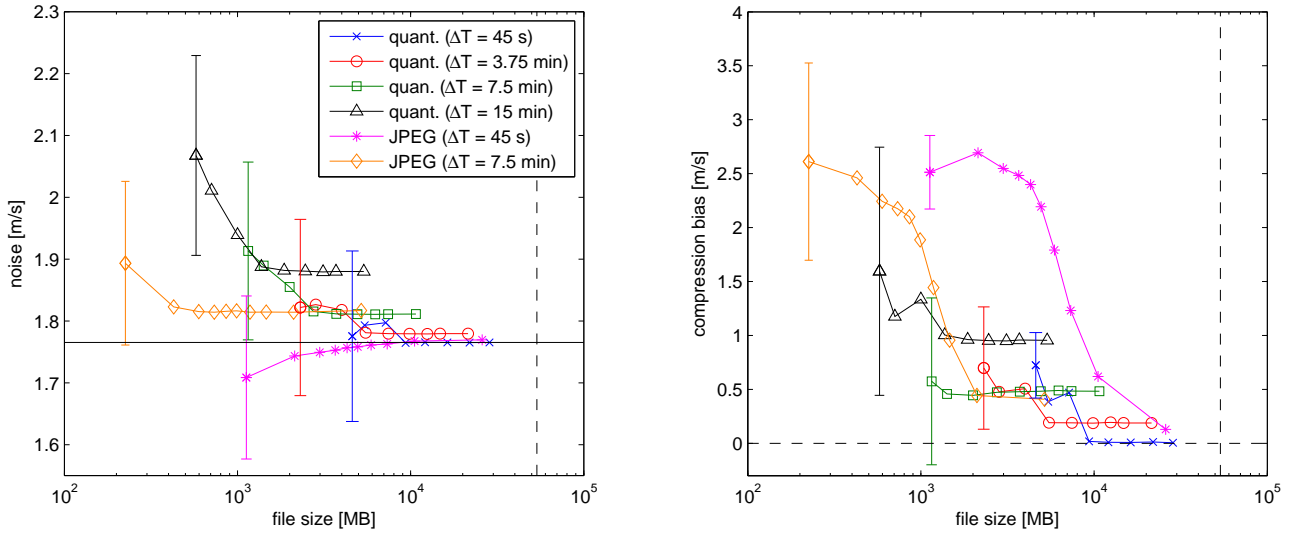 2.3
2.2
2.1
2
1.9
1.8
1.7
1.6
noise [m/s]
10^2
10^3
10^4
10^5
file size [MB]
quant. (ΔT = 45 s)
quant. (ΔT = 3.75 min)
quan. (ΔT = 7.5 min)
quant. (ΔT = 15 min)
JPEG (ΔT = 45 s)
JPEG (ΔT = 7.5 min)
4
3.5
3
2.5
2
1.5
1
0.5
0
compression bias [m/s]
10^2
10^3
10^4
10^5
file size [MB]